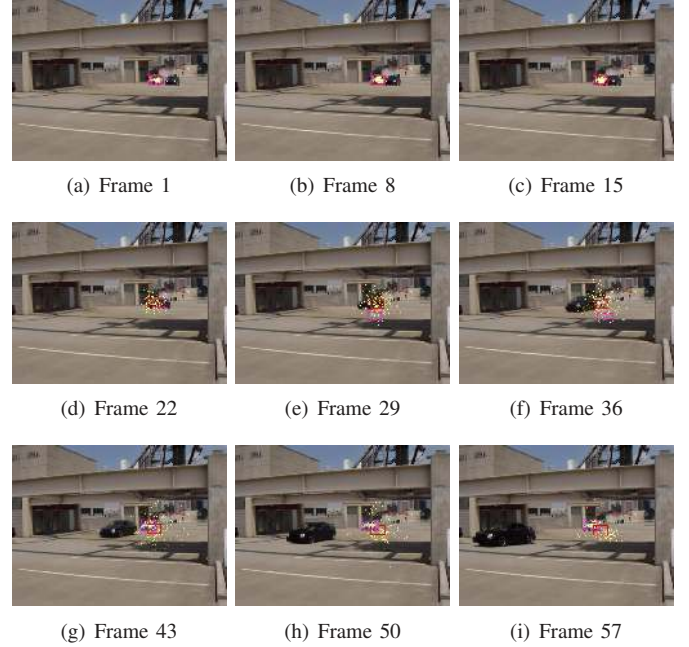 (a) Frame 1
(b) Frame 8
(c) Frame 15
(d) Frame 22
(e) Frame 29
(f) Frame 36
(g) Frame 43
(h) Frame 50
(i) Frame 57